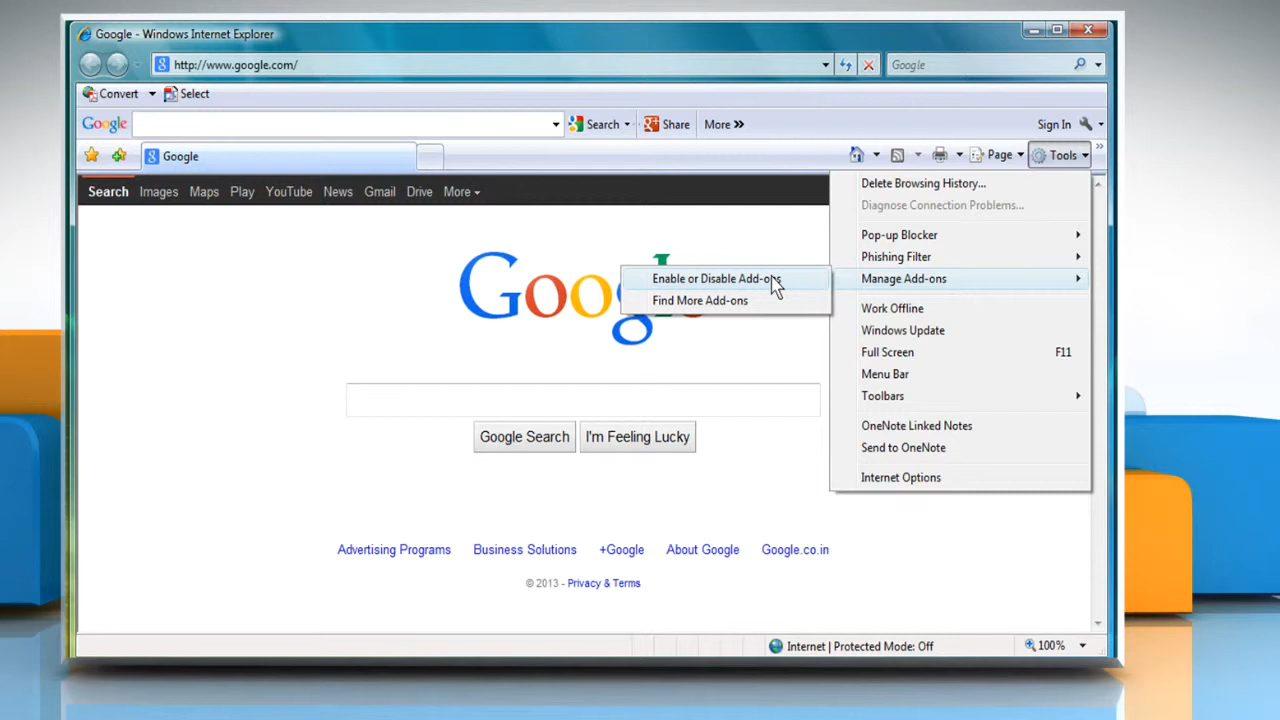 Google - Windows Internet Explorer
http://www.google.com/
Google
Convert
Select
Google
Search
Share
More »
Sign In
Google
Page
Tools
»
Search Images Maps Play YouTube News Gmail Drive More
Delete Browsing History...
Diagnose Connection Problems...
Pop-up Blocker
Phishing Filter
Manage Add-ons
Enable or Disable Add-ons
Find More Add-ons
Work Offline
Windows Update
Full Screen F11
Menu Bar
Toolbars
OneNote Linked Notes
Send to OneNote
Internet Options
Google
Google Search I'm Feeling Lucky
Advertising Programs Business Solutions +Google About Google Google.co.in
© 2013 - Privacy & Terms
Internet | Protected Mode: Off
100%